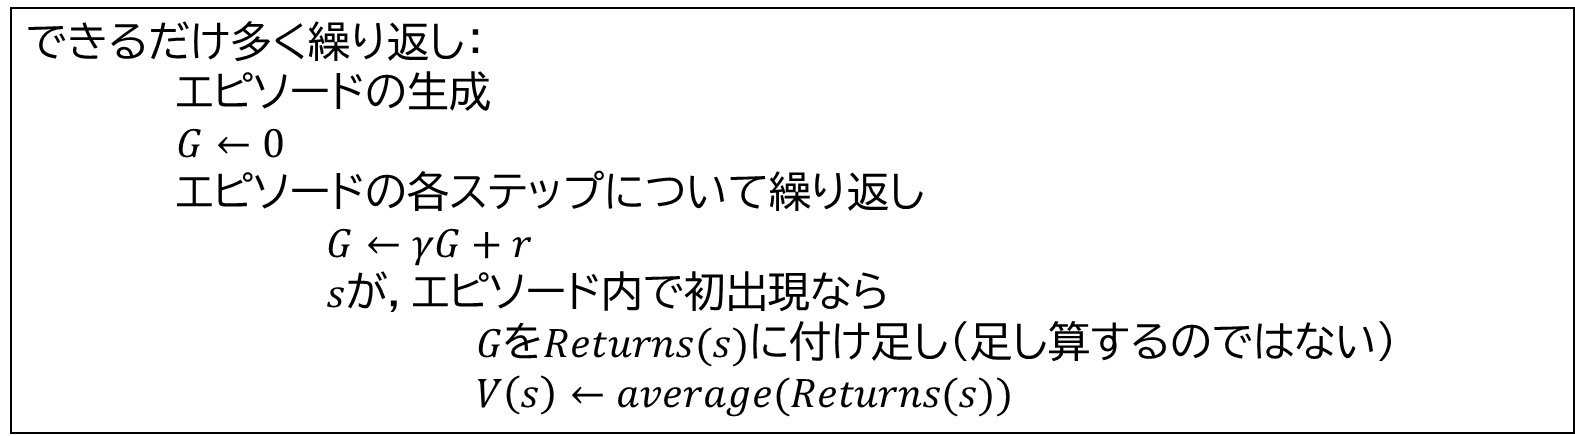 できるだけ多く繰り返し：
エピソードの生成
G ← 0
エピソードの各ステップについて繰り返し
G ← γG + r
sが，エピソード内で初出現なら
GをReturns(s)に付け足し（足し算するのではない）
V(s) ← average(Returns(s))